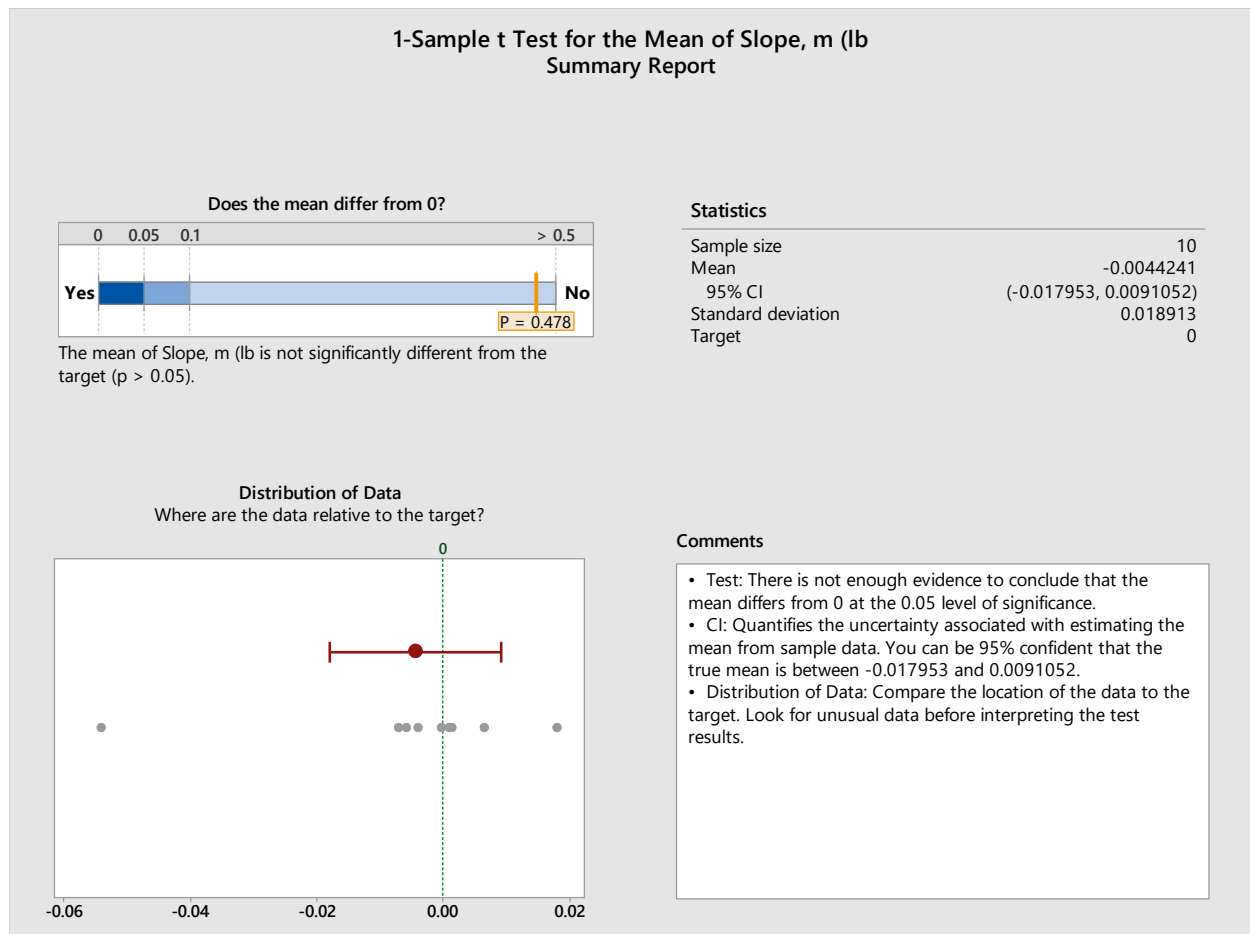 1-Sample t Test for the Mean of Slope, m (lb
Summary Report
Does the mean differ from 0?
0 0.05 0.1 > 0.5
Yes No
P = 0.478
The mean of Slope, m (lb is not significantly different from the
target (p > 0.05).
Statistics
Sample size 10
Mean -0.0044241
95% CI (-0.017953, 0.0091052)
Standard deviation 0.018913
Target 0
Distribution of Data
Where are the data relative to the target?
0
-0.06 -0.04 -0.02 0.00 0.02
Comments
• Test: There is not enough evidence to conclude that the
mean differs from 0 at the 0.05 level of significance.
• CI: Quantifies the uncertainty associated with estimating the
mean from sample data. You can be 95% confident that the
true mean is between -0.017953 and 0.0091052.
• Distribution of Data: Compare the location of the data to the
target. Look for unusual data before interpreting the test
results.